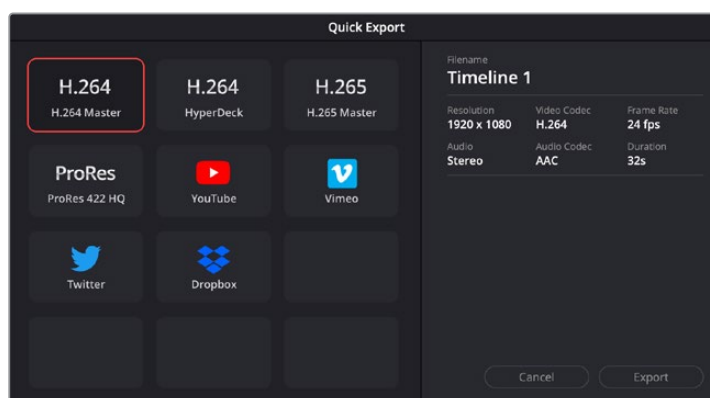 Quick Export
H.264
H.264 Master
H.264
HyperDeck
H.265
H.265 Master
ProRes
ProRes 422 HQ
YouTube
Vimeo
Twitter
Dropbox
Filename
Timeline 1
Resolution Video Codec Frame Rate
1920 x 1080 H.264 24 fps
Audio Audio Codec Duration
Stereo AAC 32s
Cancel Export